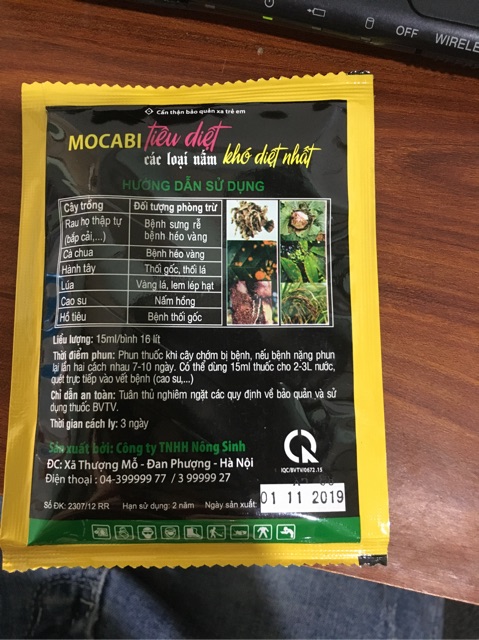 OFF WIRELE
Cẩn thận bảo quản xa trẻ em
MOCABI tiêu diệt
các loại nấm khó diệt nhất
HƯỚNG DẪN SỬ DỤNG
Cây trồng Đối tượng phòng trừ
Rau họ thập tự (bắp cải,...) Bệnh sưng rễ bệnh héo vàng
Cà chua Bệnh héo vàng
Hành tây Thối gốc, thối lá
Lúa Vàng lá, lem lép hạt
Cao su Nấm hồng
Hồ tiêu Bệnh thối gốc
Liều lượng: 15ml/bình 16 lít
Thời điểm phun: Phun thuốc khi cây chớm bị bệnh, nếu bệnh nặng phun
lại lần hai cách nhau 7-10 ngày. Có thể dùng 15ml thuốc cho 2-3L nước,
quét trực tiếp vào vết bệnh (cao su,...)
Chỉ dẫn an toàn: Tuân thủ nghiêm ngặt các quy định về bảo quản và sử
dụng thuốc BVTV.
Thời gian cách ly: 3 ngày
Sản xuất bởi: Công ty TNHH Nông Sinh
ĐC: Xã Thượng Mỗ - Đan Phượng - Hà Nội
Điện thoại : 04-399999 77 / 3 99999 27
IQC/BVTV/0672.15
Số ĐK: 2307/12 RR Hạn sử dụng: 2 năm Ngày sản xuất:
01 11 2019